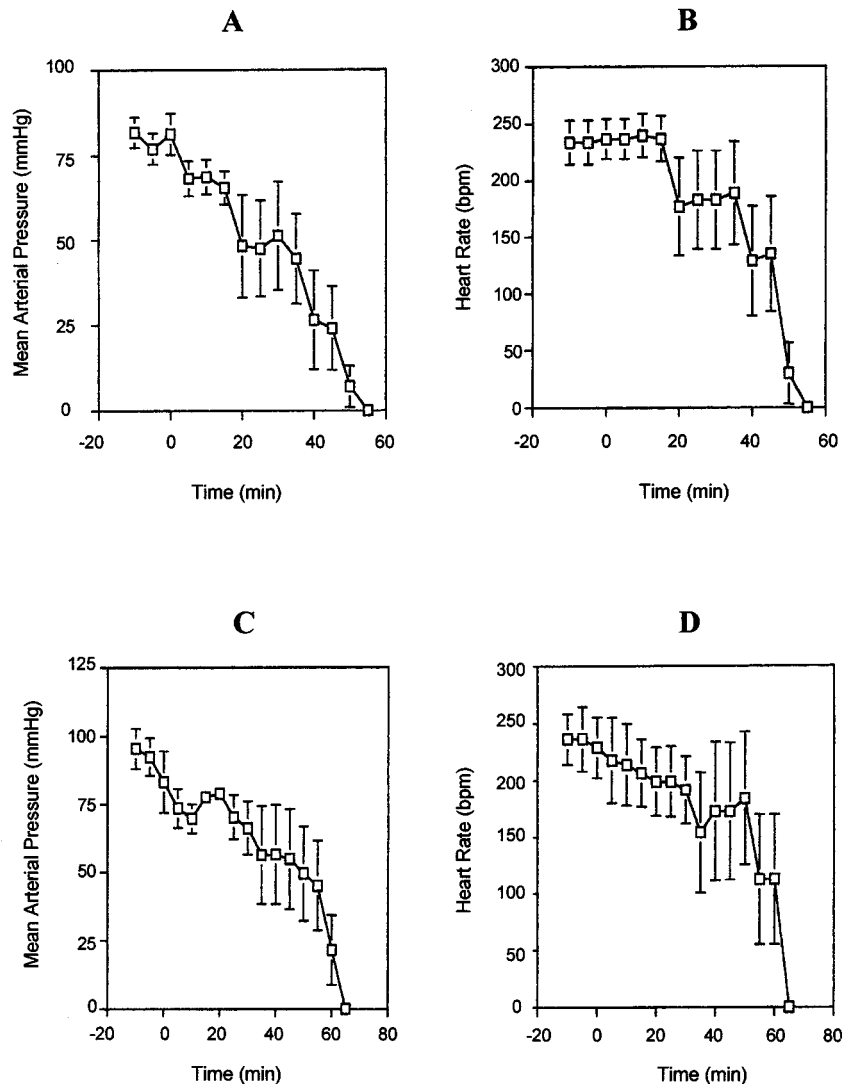 A
Mean Arterial Pressure (mmHg)
100
75
50
25
0
-20 0 20 40 60
Time (min)
B
Heart Rate (bpm)
300
250
200
150
100
50
0
-20 0 20 40 60
Time (min)
C
Mean Arterial Pressure (mmHg)
125
100
75
50
25
0
-20 0 20 40 60 80
Time (min)
D
Heart Rate (bpm)
300
250
200
150
100
50
0
-20 0 20 40 60 80
Time (min)